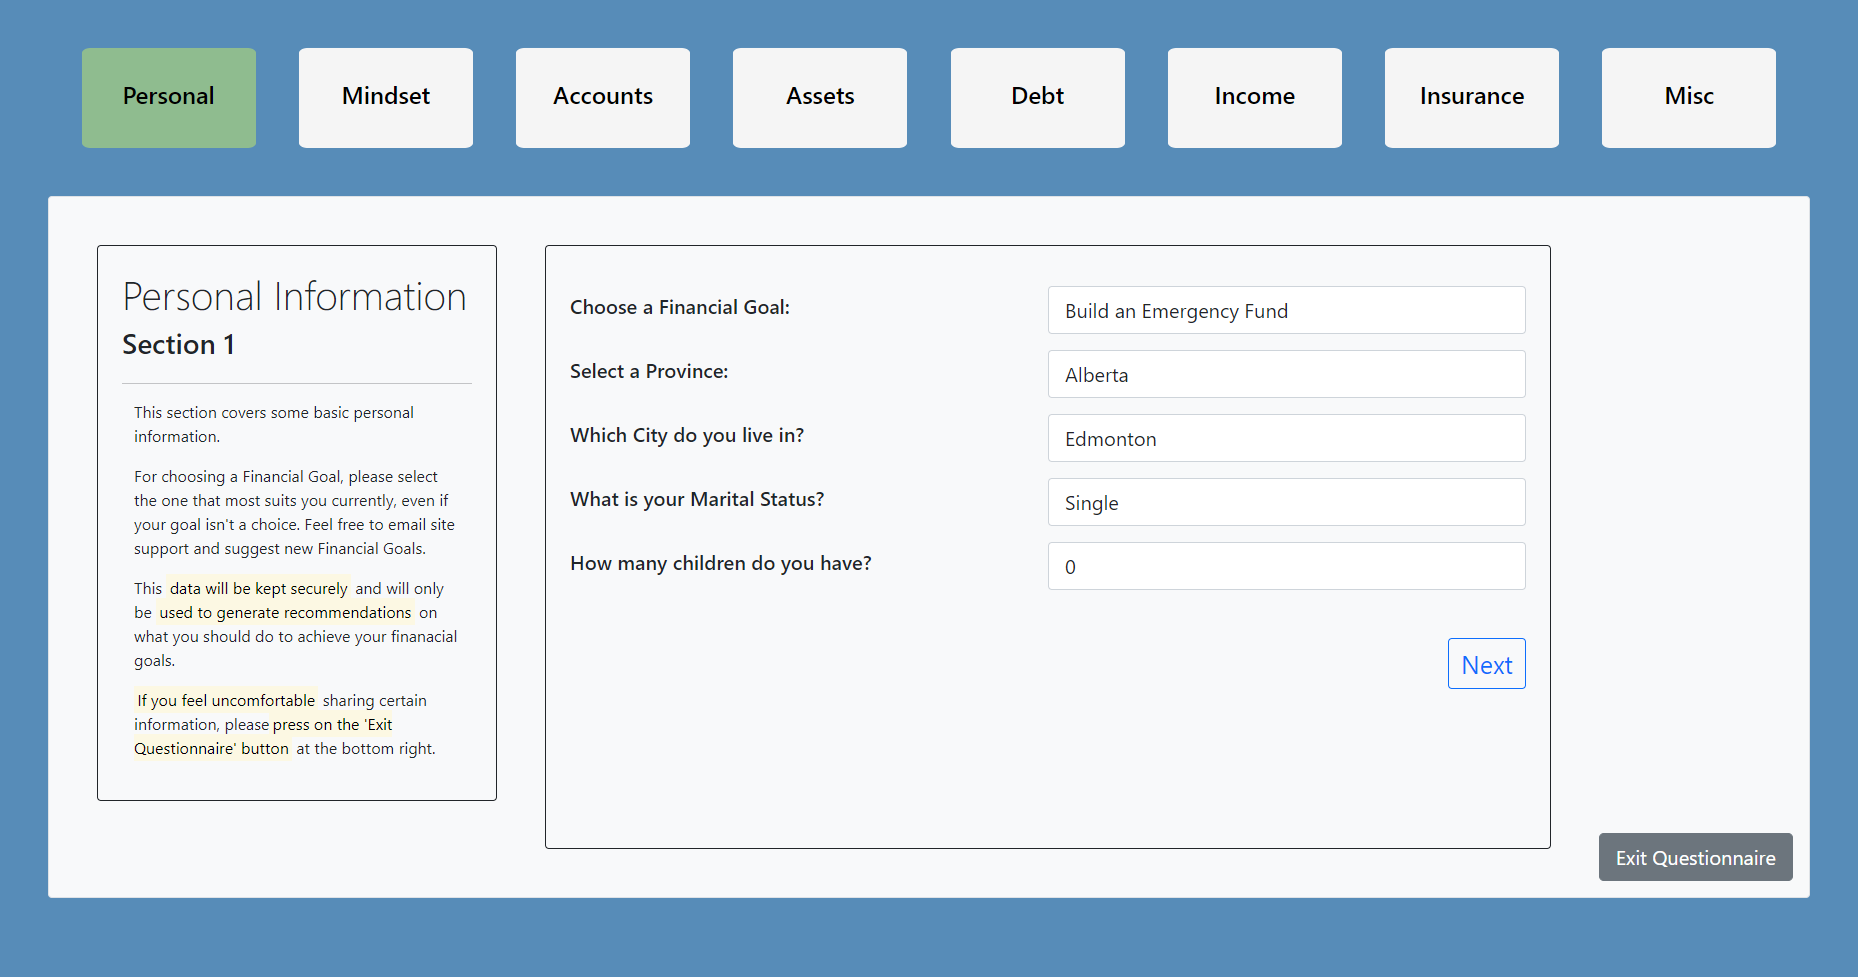 Personal
Mindset
Accounts
Assets
Debt
Income
Insurance
Misc
Personal Information
Section 1
This section covers some basic personal
information.
For choosing a Financial Goal, please select
the one that most suits you currently, even if
your goal isn't a choice. Feel free to email site
support and suggest new Financial Goals.
This data will be kept securely and will only
be used to generate recommendations on
what you should do to achieve your finanacial
goals.
If you feel uncomfortable sharing certain
information, please press on the 'Exit
Questionnaire' button at the bottom right.
Choose a Financial Goal:
Build an Emergency Fund
Select a Province:
Alberta
Which City do you live in?
Edmonton
What is your Marital Status?
Single
How many children do you have?
0
Next
Exit Questionnaire